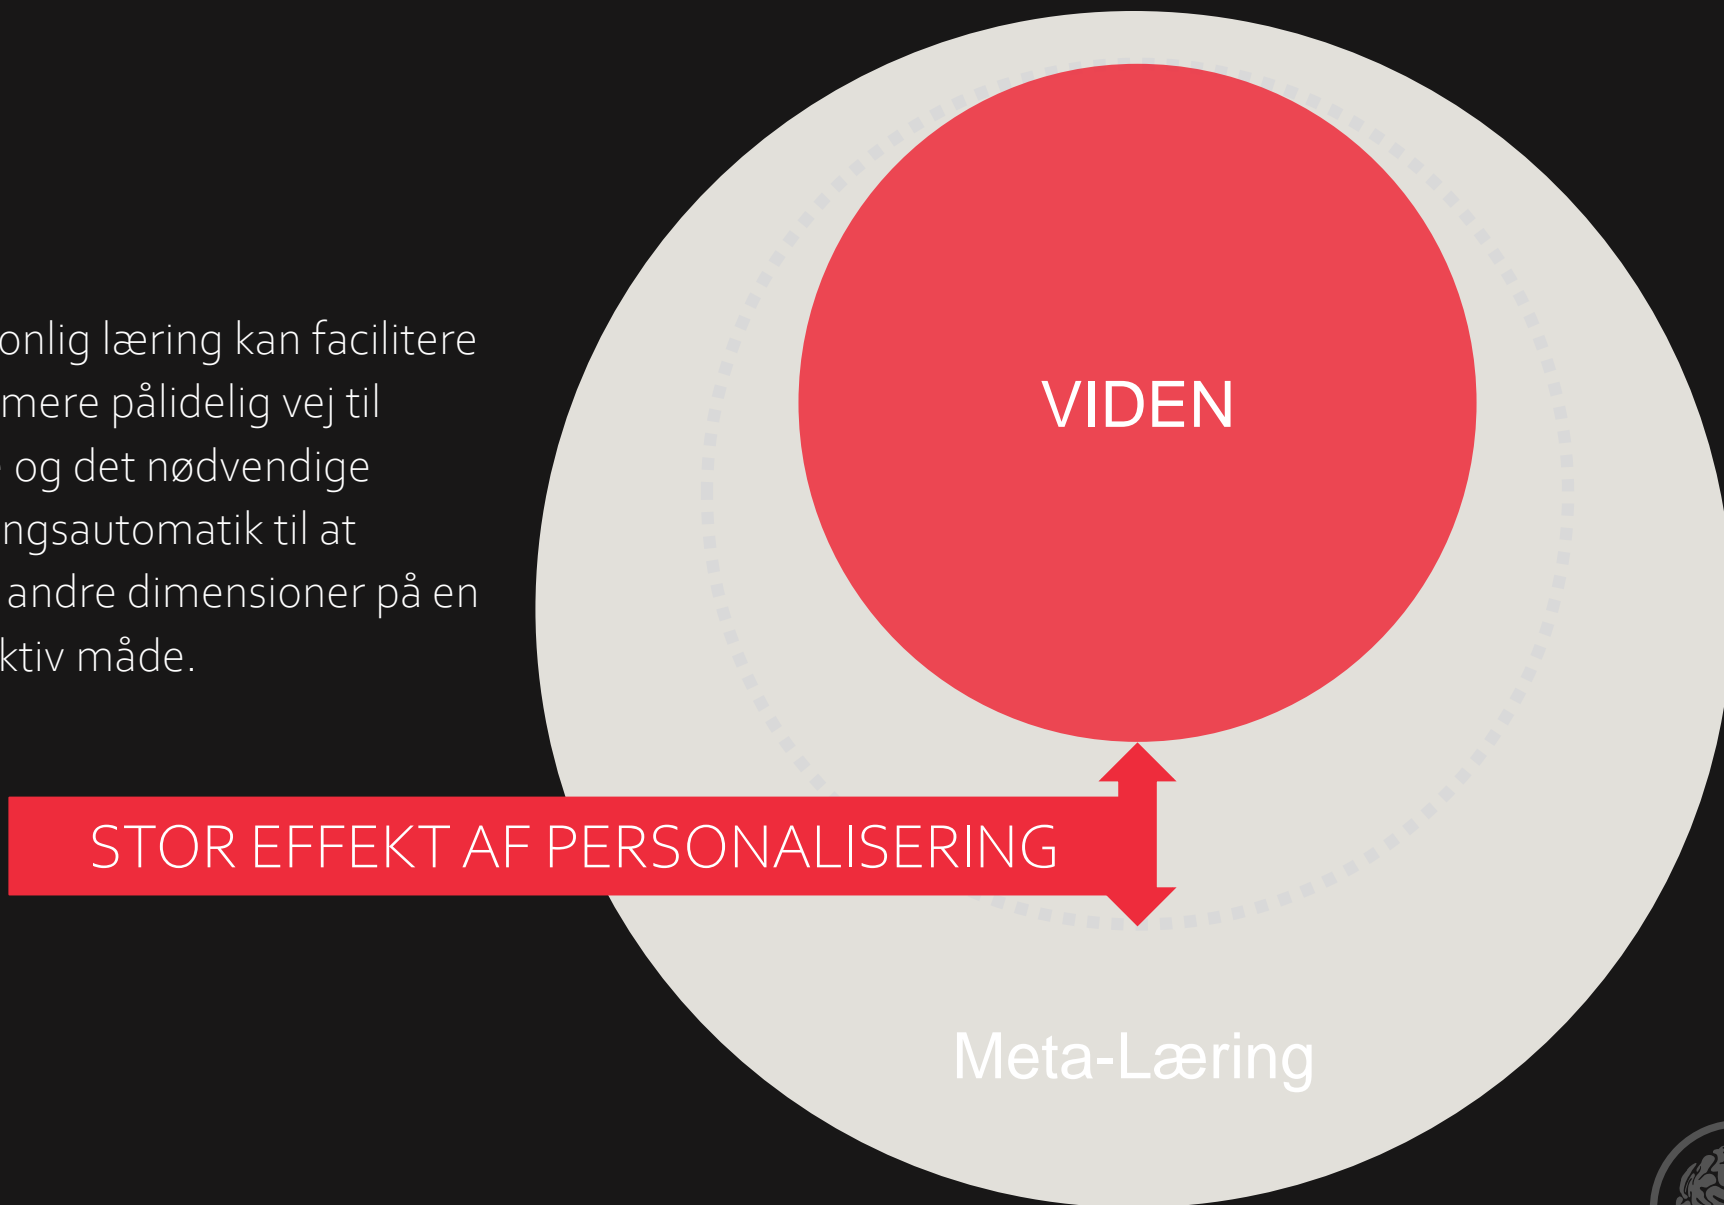 onlig læring kan facilitere
mere pålidelig vej til
og det nødvendige
ngsautomatik til at
andre dimensioner på en
ktiv måde.
VIDEN
STOR EFFEKT AF PERSONALISERING
Meta-Læring